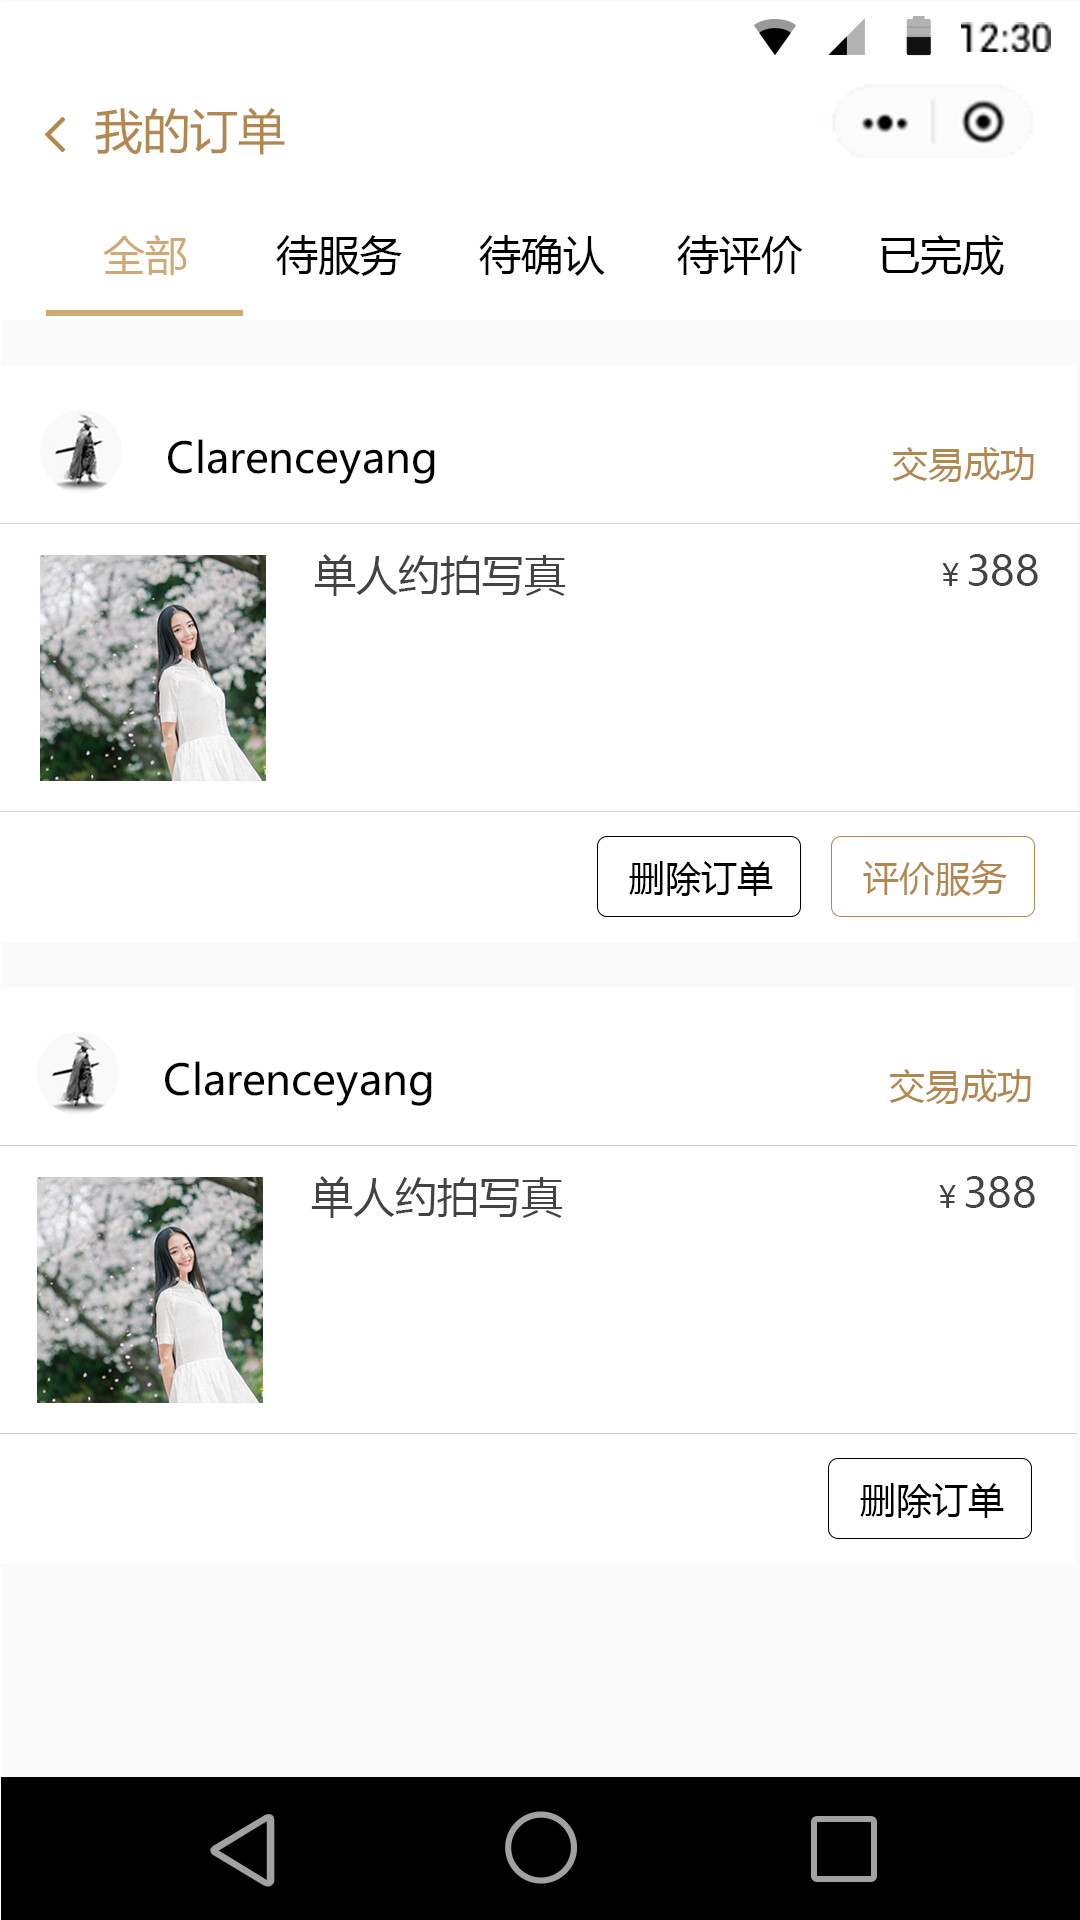 12:30
我的订单
全部 待服务 待确认 待评价 已完成
Clarenceyang
交易成功
单人约拍写真
¥388
删除订单 评价服务
Clarenceyang
交易成功
单人约拍写真
¥388
删除订单